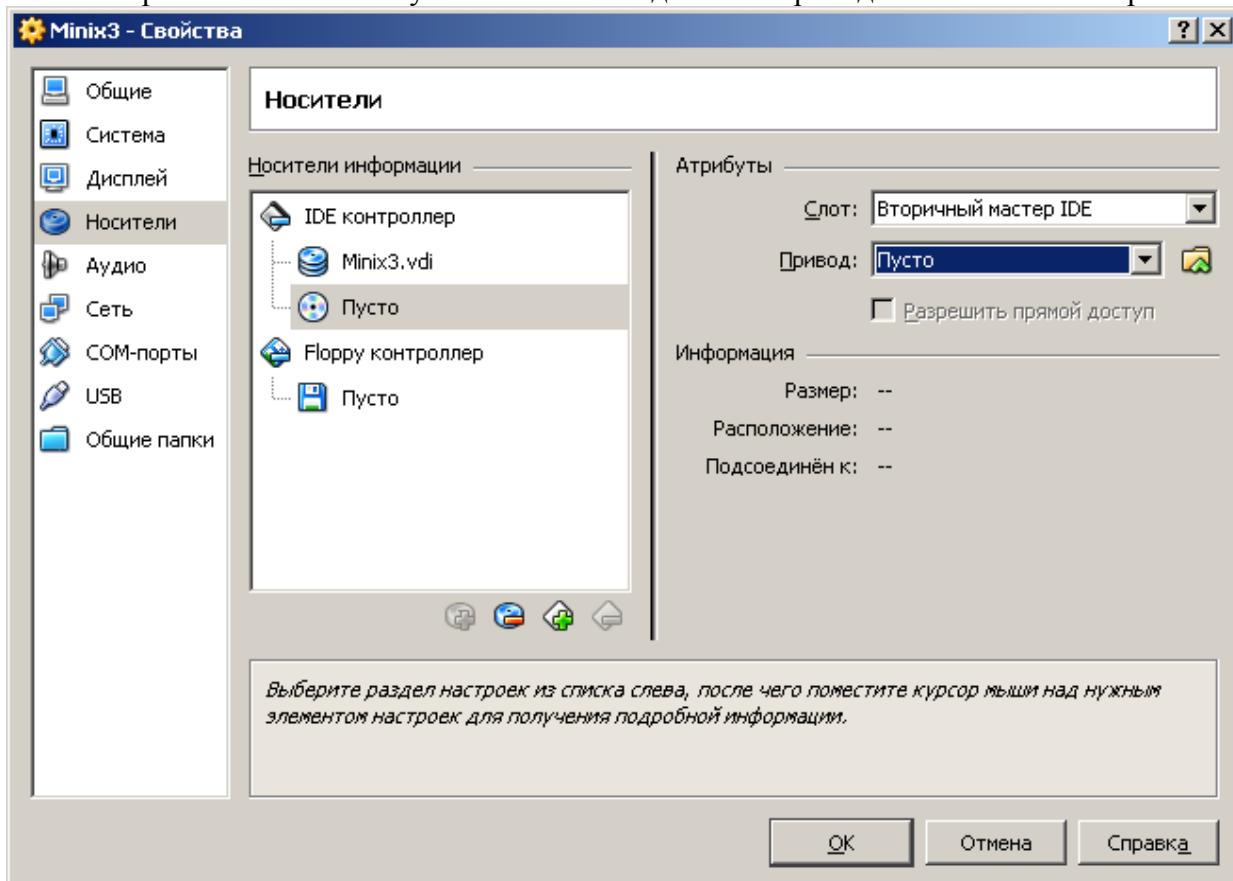 Minix3 - Свойства
Общие
Система
Дисплей
Носители
Аудио
Сеть
COM-порты
USB
Общие папки
Носители
Носители информации
IDE контроллер
Minix3.vdi
Пусто
Floppy контроллер
Пусто
Атрибуты
Слот: Вторичный мастер IDE
Привод: Пусто
Разрешить прямой доступ
Информация
Размер: --
Расположение: --
Подсоединён к: --
Выберите раздел настроек из списка слева, после чего поместите курсор мыши над нужным
элементом настроек для получения подробной информации.
OK
Отмена
Справка